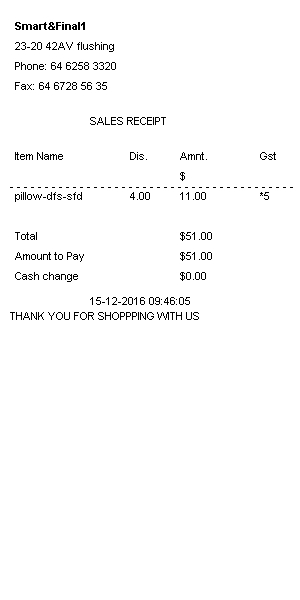 Smart&Final1
23-20 42AV flushing
Phone: 64 6258 3320
Fax: 64 6728 56 35
SALES RECEIPT
Item Name Dis. Amnt. Gst
$
pillow-dfs-sfd 4.00 11.00 *5
Total $51.00
Amount to Pay $51.00
Cash change $0.00
15-12-2016 09:46:05
THANK YOU FOR SHOPPPING WITH US